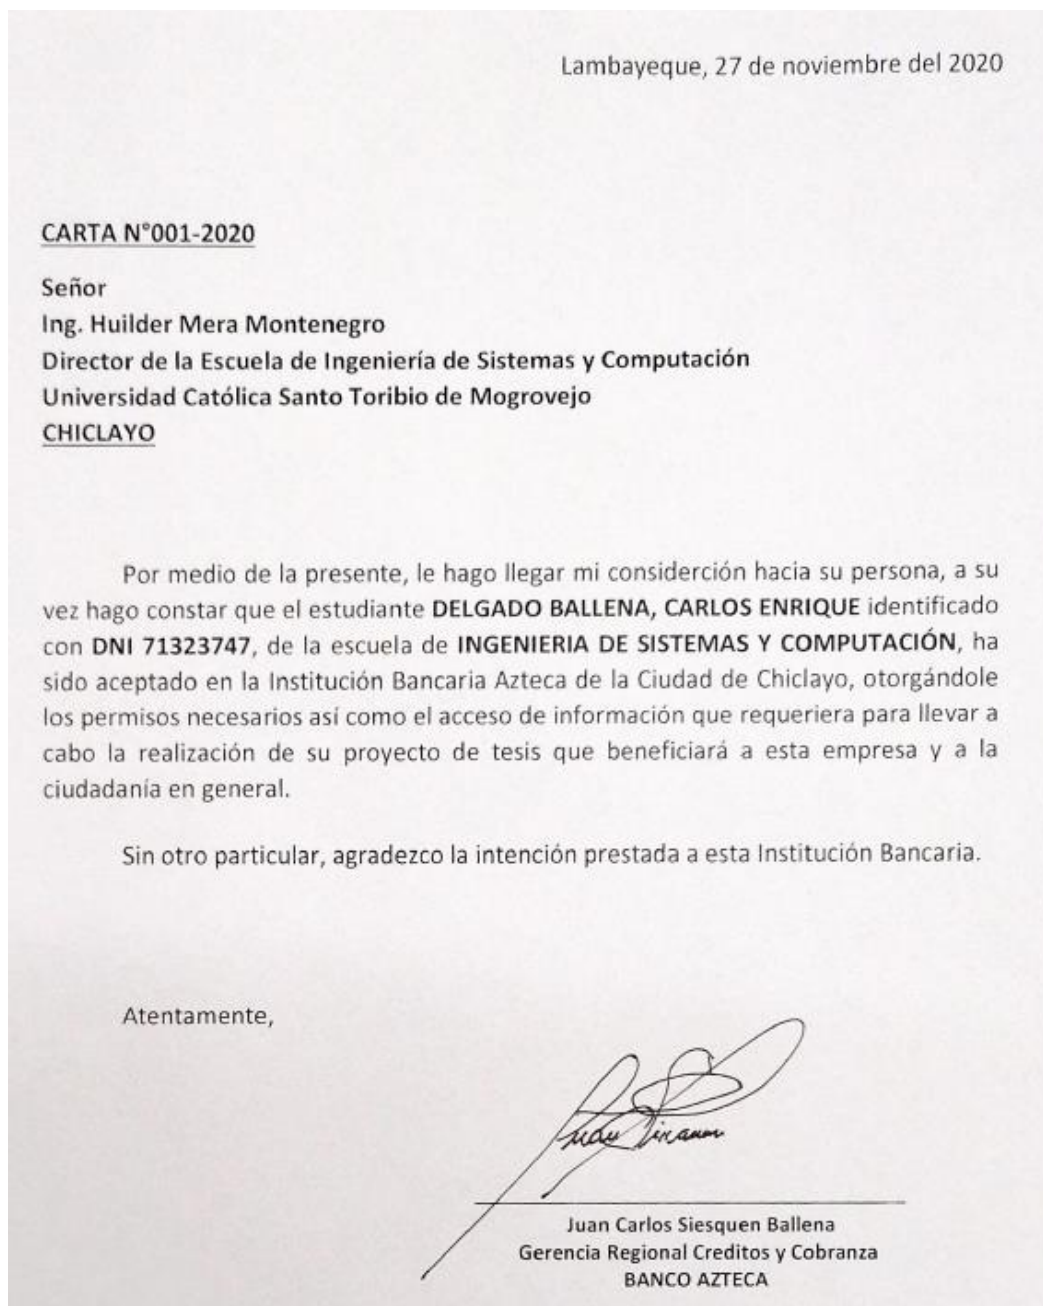 Lambayeque, 27 de noviembre del 2020
CARTA N°001-2020
Señor
Ing. Huilder Mera Montenegro
Director de la Escuela de Ingeniería de Sistemas y Computación
Universidad Católica Santo Toribio de Mogrovejo
CHICLAYO
Por medio de la presente, le hago llegar mi considerción hacia su persona, a su
vez hago constar que el estudiante DELGADO BALLENA, CARLOS ENRIQUE identificado
con DNI 71323747, de la escuela de INGENIERIA DE SISTEMAS Y COMPUTACIÓN, ha
sido aceptado en la Institución Bancaria Azteca de la Ciudad de Chiclayo, otorgándole
los permisos necesarios así como el acceso de información que requeriera para llevar a
cabo la realización de su proyecto de tesis que beneficiará a esta empresa y a la
ciudadanía en general.
Sin otro particular, agradezco la intención prestada a esta Institución Bancaria.
Atentamente,
Juan Carlos Siesquen Ballena
Gerencia Regional Creditos y Cobranza
BANCO AZTECA